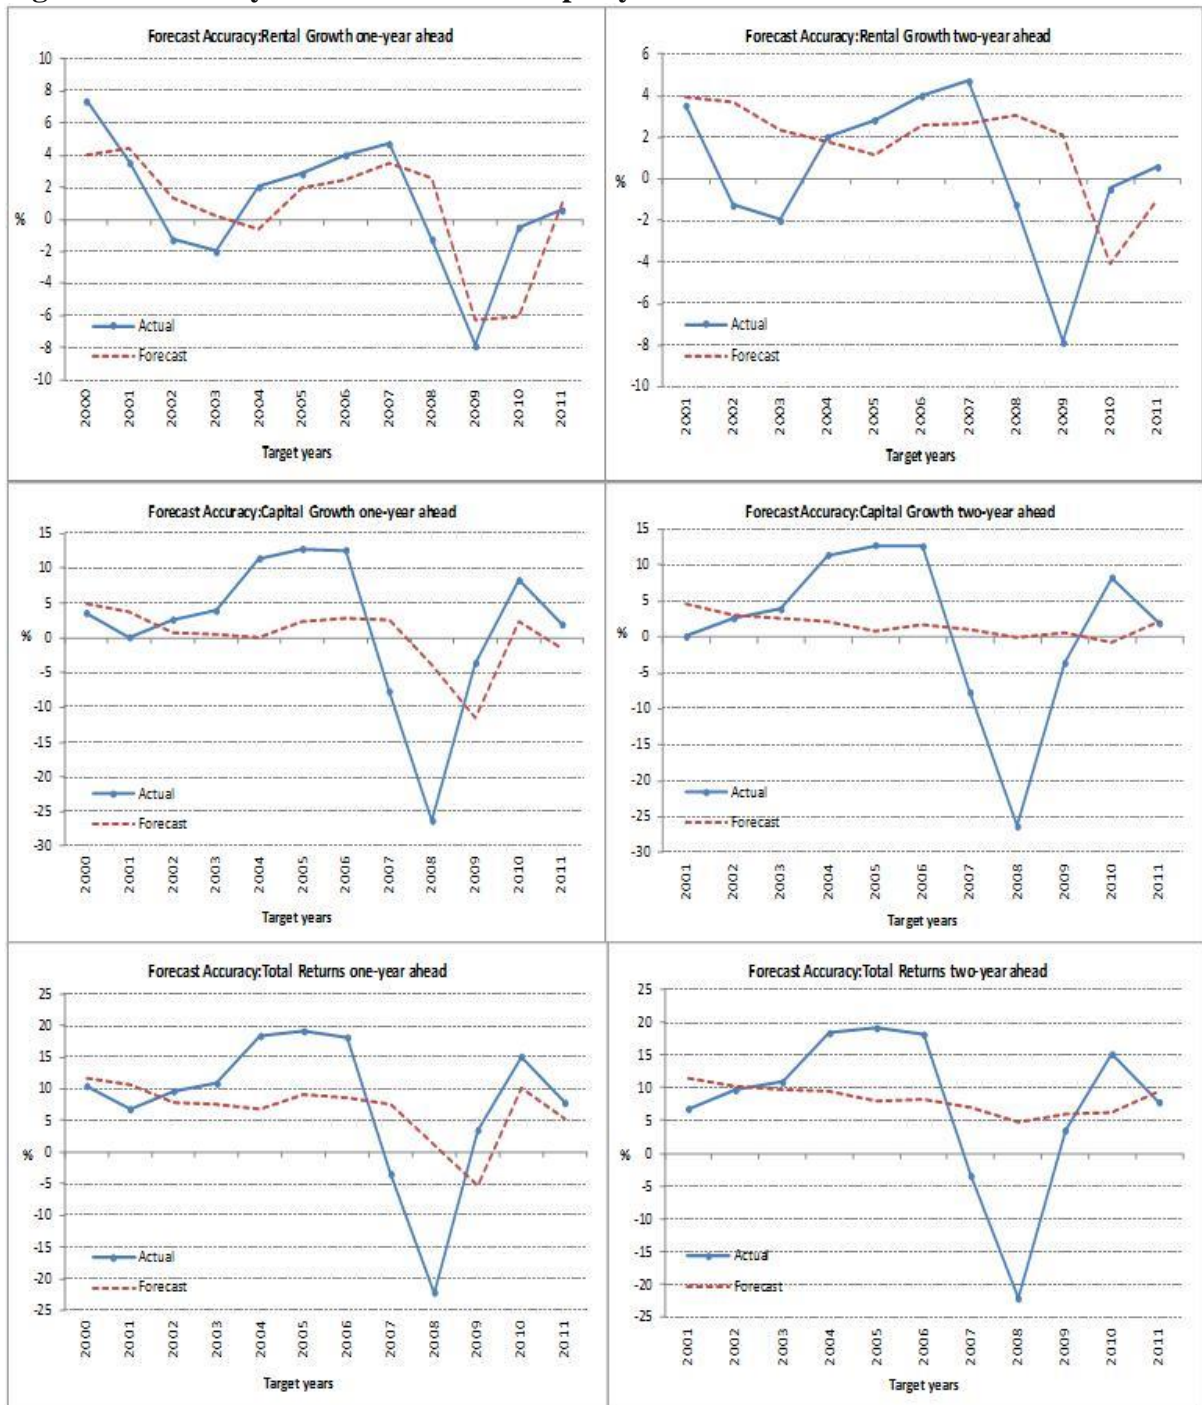 Forecast Accuracy:Rental Growth one-year ahead
10
8
6
4
2
0
-2
-4
-6
-8
-10
%
Actual
Forecast
2000 2001 2002 2003 2004 2005 2006 2007 2008 2009 2010 2011
Target years
Forecast Accuracy:Rental Growth two-year ahead
6
4
2
0
-2
-4
-6
-8
-10
%
Actual
Forecast
2001 2002 2003 2004 2005 2006 2007 2008 2009 2010 2011
Target years
Forecast Accuracy:Capital Growth one-year ahead
15
10
5
0
-5
-10
-15
-20
-25
-30
%
Actual
Forecast
2000 2001 2002 2003 2004 2005 2006 2007 2008 2009 2010 2011
Target years
Forecast Accuracy:Capital Growth two-year ahead
15
10
5
0
-5
-10
-15
-20
-25
-30
%
Actual
Forecast
2001 2002 2003 2004 2005 2006 2007 2008 2009 2010 2011
Target years
Forecast Accuracy:Total Returns one-year ahead
25
20
15
10
5
0
-5
-10
-15
-20
-25
%
Actual
Forecast
2000 2001 2002 2003 2004 2005 2006 2007 2008 2009 2010 2011
Target years
Forecast Accuracy:Total Returns two-year ahead
25
20
15
10
5
0
-5
-10
-15
-20
-25
%
Actual
Forecast
2001 2002 2003 2004 2005 2006 2007 2008 2009 2010 2011
Target years